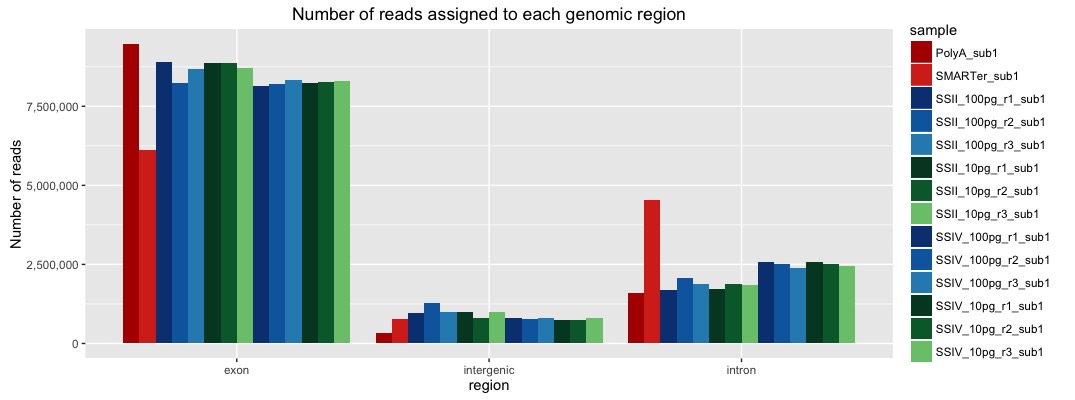 Number of reads assigned to each genomic region
Number of reads
7,500,000
5,000,000
2,500,000
0
exon
intergenic
intron
region
sample
PolyA_sub1
SMARTer_sub1
SSII_100pg_r1_sub1
SSII_100pg_r2_sub1
SSII_100pg_r3_sub1
SSII_10pg_r1_sub1
SSII_10pg_r2_sub1
SSII_10pg_r3_sub1
SSIV_100pg_r1_sub1
SSIV_100pg_r2_sub1
SSIV_100pg_r3_sub1
SSIV_10pg_r1_sub1
SSIV_10pg_r2_sub1
SSIV_10pg_r3_sub1